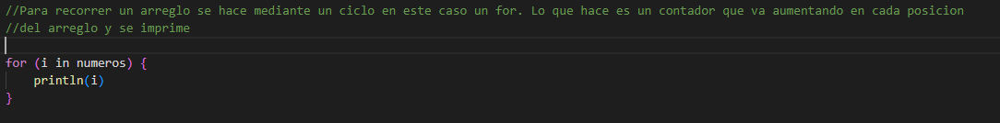 //Para recorrer un arreglo se hace mediante un ciclo en este caso un for. Lo que hace es un contador que va aumentando en cada posicion
//del arreglo y se imprime
for (i in numeros) {
    println(i)
}